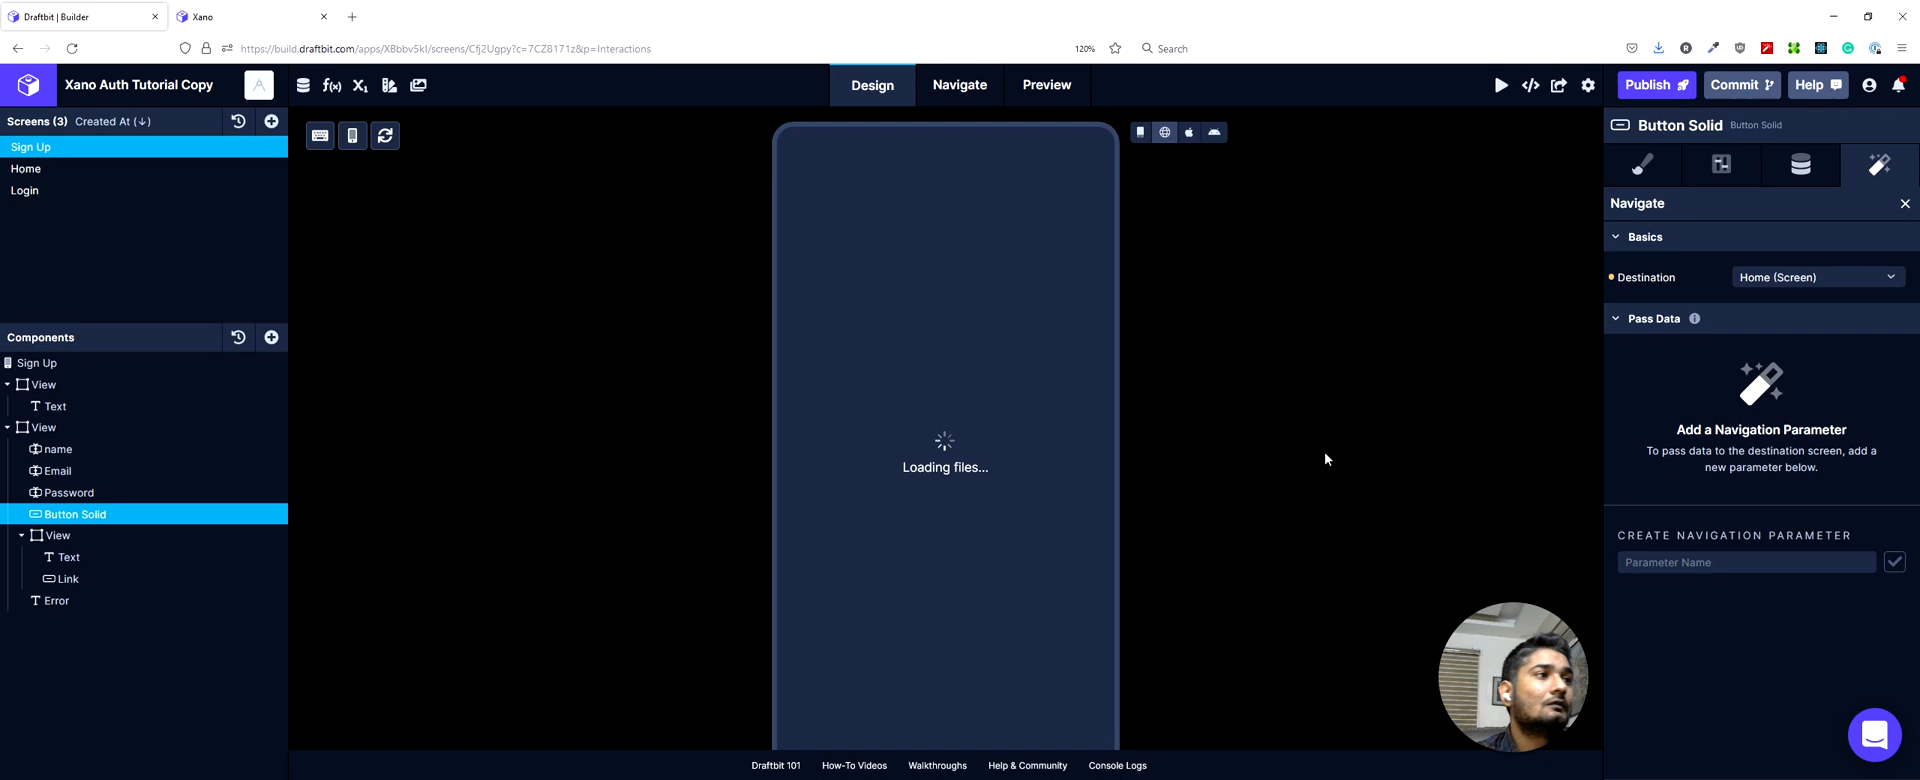 Draftbit | Builder
Xano
https://build.draftbit.com/apps/XBbbv5kI/screens/Cfj2Ugpy?c=7CZ8171z&p=Interactions
120%
Search
Xano Auth Tutorial Copy
f(x)
X₁
Design
Navigate
Preview
Publish
Commit
Help
Screens (3) Created At (↓)
Sign Up
Home
Login
Components
Sign Up
View
Text
View
name
Email
Password
Button Solid
View
Text
Link
Error
Loading files...
Button Solid Button Solid
Navigate
Basics
Destination
Home (Screen)
Pass Data
Add a Navigation Parameter
To pass data to the destination screen, add a
new parameter below.
CREATE NAVIGATION PARAMETER
Parameter Name
Draftbit 101
How-To Videos
Walkthroughs
Help & Community
Console Logs